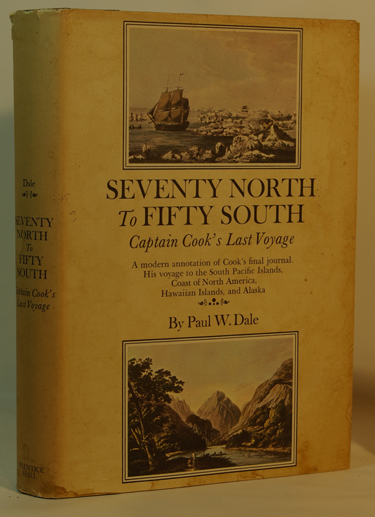 SEVENTY NORTH
To FIFTY SOUTH
Captain Cook's Last Voyage
A modern annotation of Cook's final journal.
His voyage to the South Pacific Islands,
Coast of North America,
Hawaiian Islands, and Alaska
By Paul W. Dale
Dale
SEVENTY
NORTH
To
FIFTY
SOUTH
Captain Cook's
Last Voyage
PRENTICE
HALL